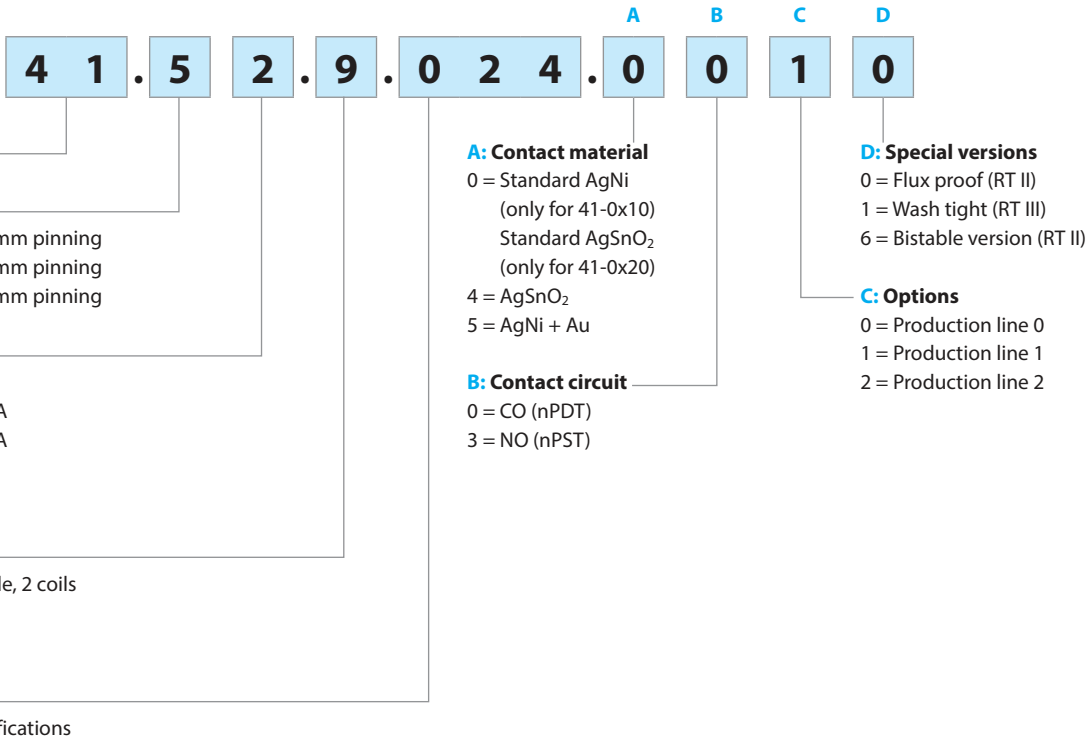 A B C D
4 1 . 5 2 . 9 . 0 2 4 . 0 0 1 0
mm pinning
mm pinning
mm pinning
A
A
2 coils
A: Contact material
0 = Standard AgNi
(only for 41-0x10)
Standard AgSnO₂
(only for 41-0x20)
4 = AgSnO₂
5 = AgNi + Au
B: Contact circuit
0 = CO (nPDT)
3 = NO (nPST)
D: Special versions
0 = Flux proof (RT II)
1 = Wash tight (RT III)
6 = Bistable version (RT II)
C: Options
0 = Production line 0
1 = Production line 1
2 = Production line 2